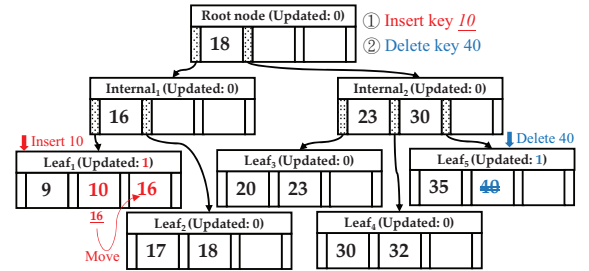 Root node (Updated: 0)
18
① Insert key 10
② Delete key 40
Internal1 (Updated: 0)
16
Internal2 (Updated: 0)
23 30
Insert 10
Delete 40
Leaf1 (Updated: 1)
9 10 16
Leaf3 (Updated: 0)
20 23
Leaf5 (Updated: 1)
35 40
16
Move
Leaf2 (Updated: 0)
17 18
Leaf4 (Updated: 0)
30 32